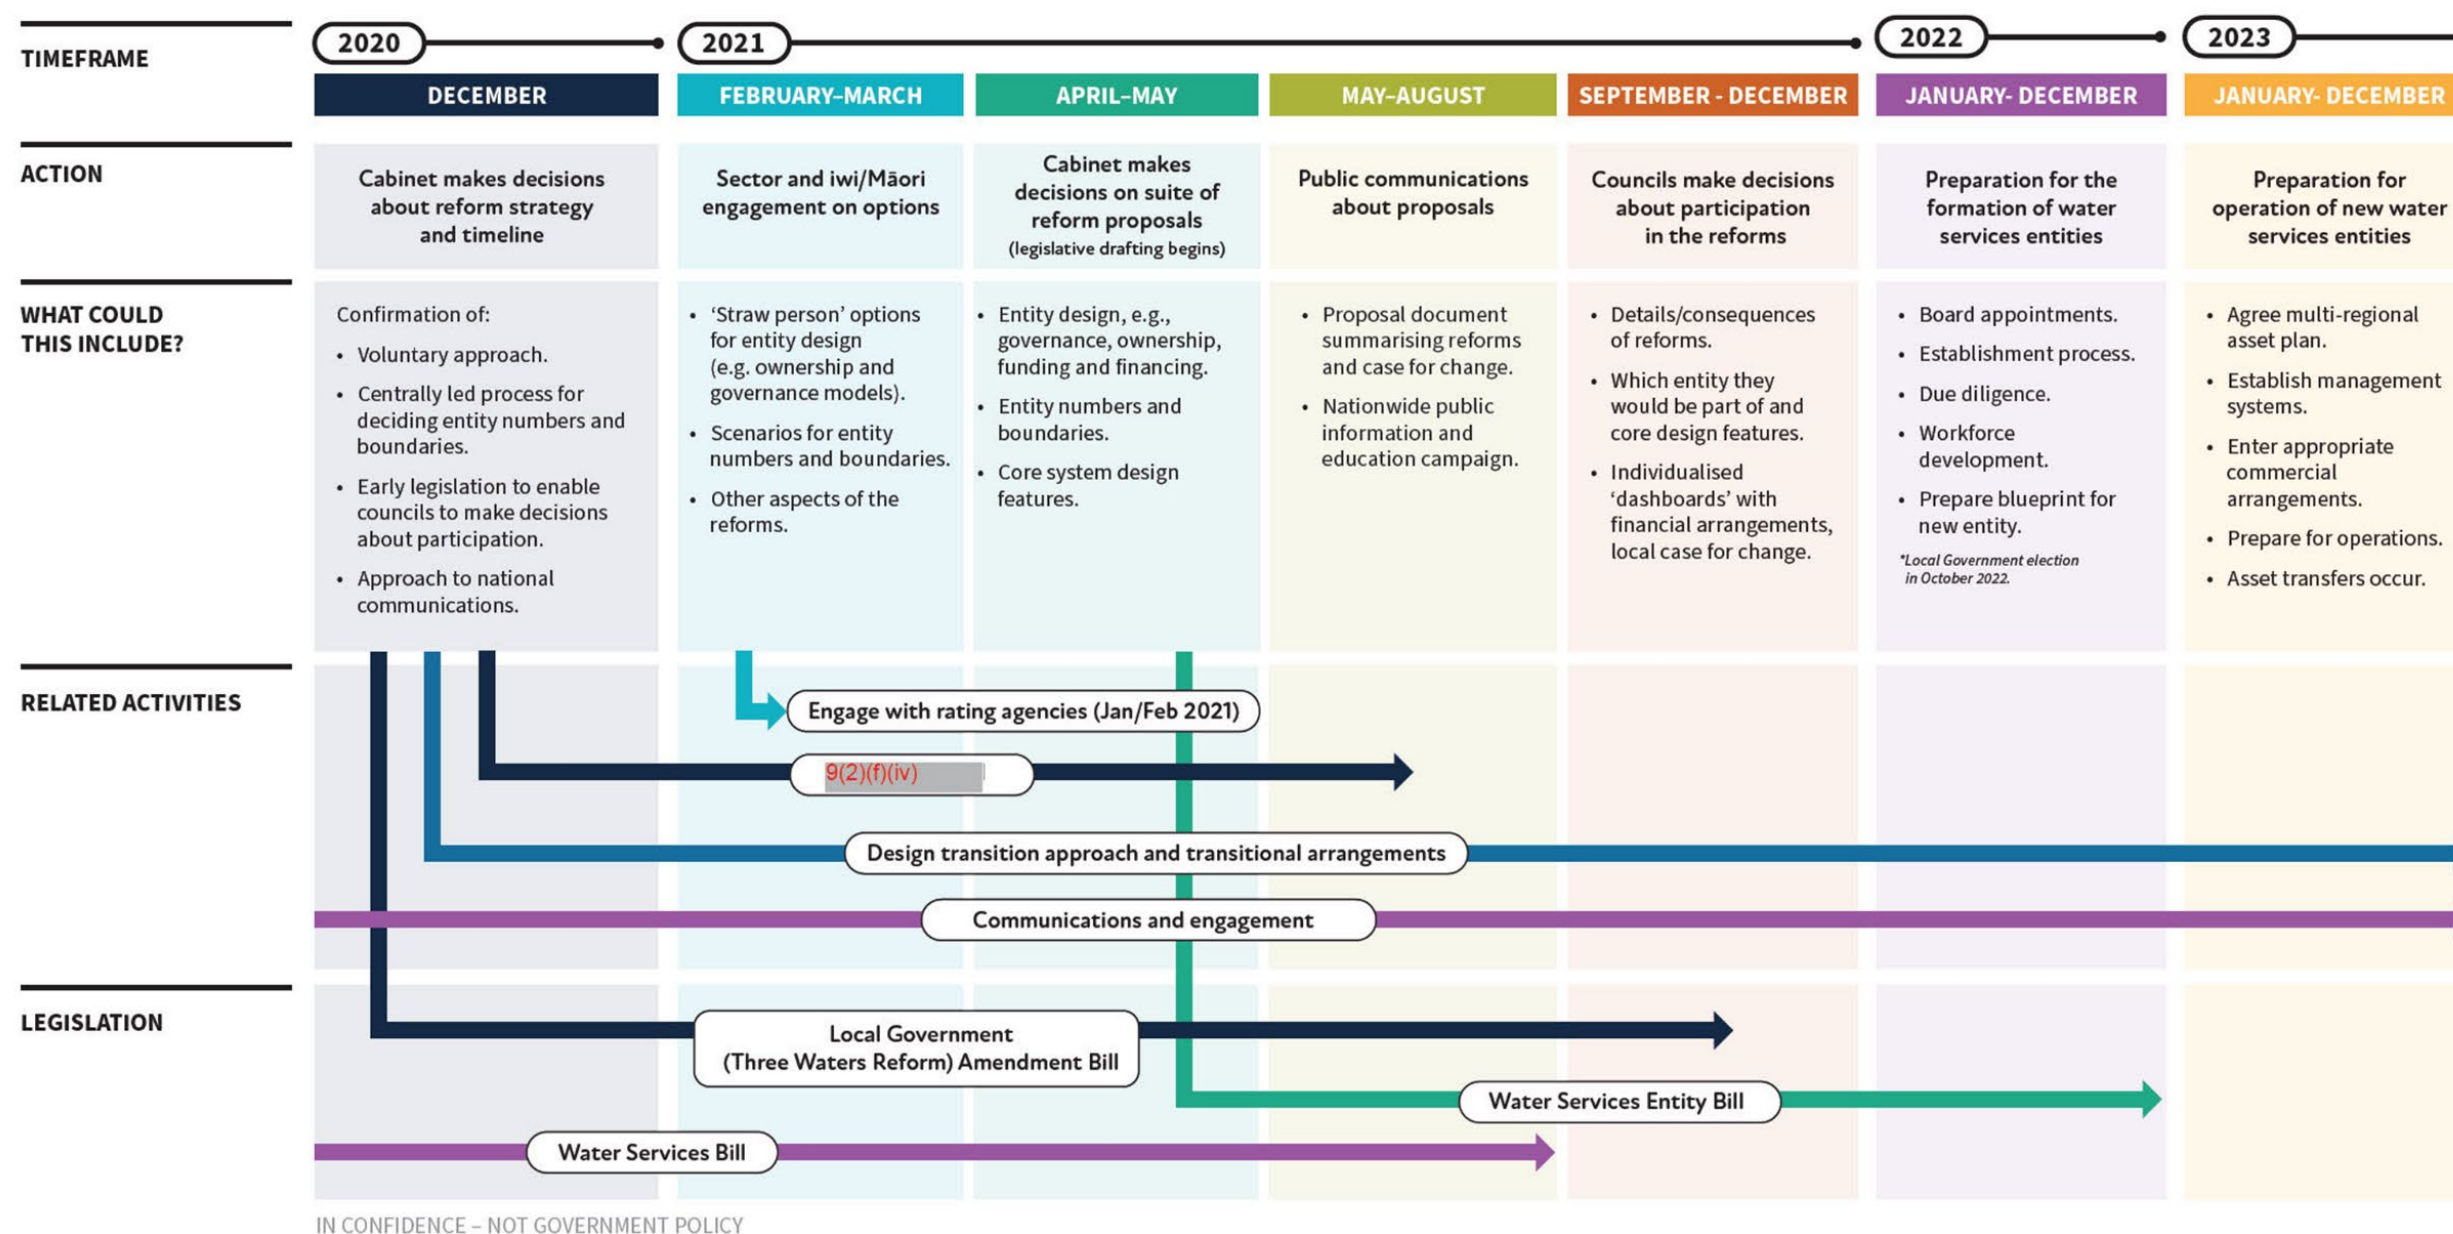 TIMEFRAME
2020
2021
2022
2023
DECEMBER
FEBRUARY–MARCH
APRIL–MAY
MAY–AUGUST
SEPTEMBER - DECEMBER
JANUARY- DECEMBER
JANUARY- DECEMBER
ACTION
Cabinet makes decisions
about reform strategy
and timeline
Sector and iwi/Māori
engagement on options
Cabinet makes
decisions on suite of
reform proposals
(legislative drafting begins)
Public communications
about proposals
Councils make decisions
about participation
in the reforms
Preparation for the
formation of water
services entities
Preparation for
operation of new water
services entities
WHAT COULD
THIS INCLUDE?
Confirmation of:
• Voluntary approach.
• Centrally led process for
deciding entity numbers and
boundaries.
• Early legislation to enable
councils to make decisions
about participation.
• Approach to national
communications.
• ‘Straw person’ options
for entity design
(e.g. ownership and
governance models).
• Scenarios for entity
numbers and boundaries.
• Other aspects of the
reforms.
• Entity design, e.g.,
governance, ownership,
funding and financing.
• Entity numbers and
boundaries.
• Core system design
features.
• Proposal document
summarising reforms
and case for change.
• Nationwide public
information and
education campaign.
• Details/consequences
of reforms.
• Which entity they
would be part of and
core design features.
• Individualised
‘dashboards’ with
financial arrangements,
local case for change.
• Board appointments.
• Establishment process.
• Due diligence.
• Workforce
development.
• Prepare blueprint for
new entity.
*Local Government election
in October 2022.
• Agree multi-regional
asset plan.
• Establish management
systems.
• Enter appropriate
commercial
arrangements.
• Prepare for operations.
• Asset transfers occur.
RELATED ACTIVITIES
Engage with rating agencies (Jan/Feb 2021)
9(2)(f)(iv)
Design transition approach and transitional arrangements
Communications and engagement
LEGISLATION
Local Government
(Three Waters Reform) Amendment Bill
Water Services Entity Bill
Water Services Bill
IN CONFIDENCE – NOT GOVERNMENT POLICY